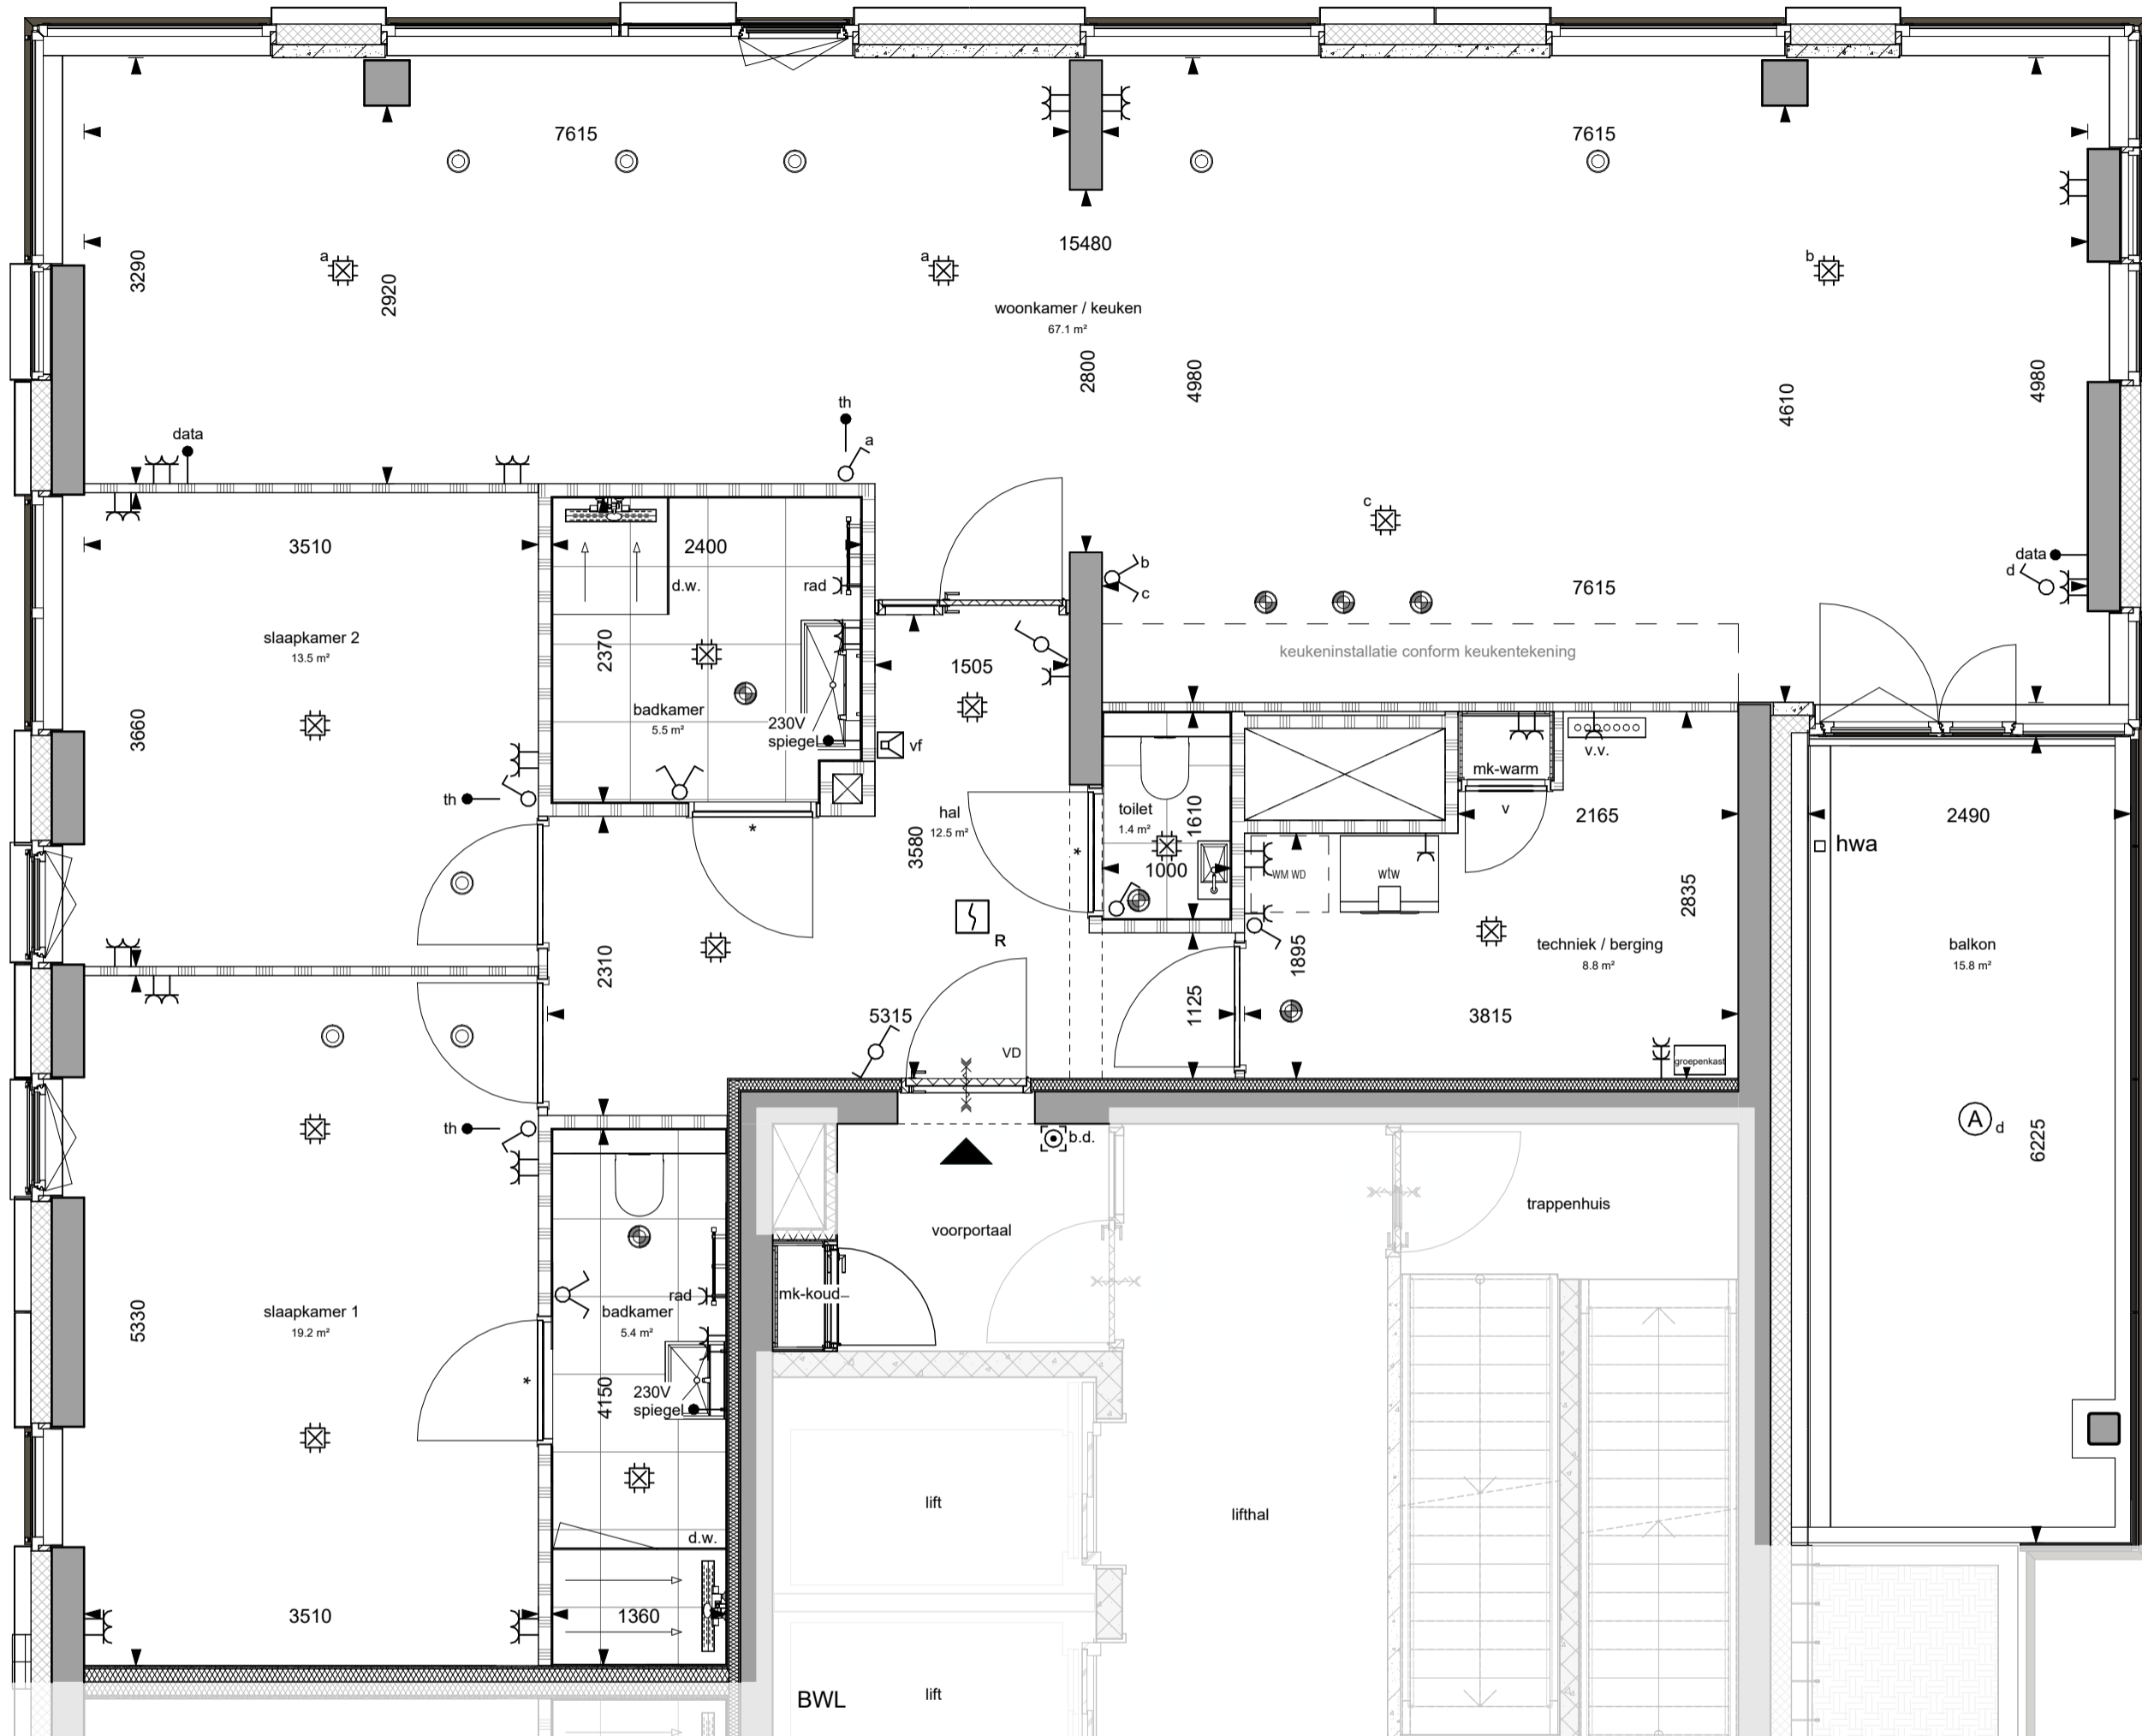 7615
7615
15480
3290
2920
a
a
b
woonkamer / keuken
67.1 m²
2800
4980
4610
4980
th
a
data
c
data
d
b
c
7615
3510
2400
d.w.
rad
slaapkamer 2
13.5 m²
2370
1505
keukeninstallatie conform keukentekening
3660
badkamer
5.5 m²
230V
spiegel
vf
v.v.
mk-warm
th
*
hal
12.5 m²
3580
*
toilet
1.4 m²
1610
1000
v
2165
2490
hwa
WM WD
wtw
2835
2310
R
1895
techniek / berging
8.8 m²
balkon
15.8 m²
5315
VD
1125
3815
groepenkast
th
b.d.
A
d
6225
voorportaal
trappenhuis
mk-koud
slaapkamer 1
19.2 m²
5330
rad
badkamer
5.4 m²
*
4150
230V
spiegel
lift
lifthal
d.w.
3510
1360
BWL
lift